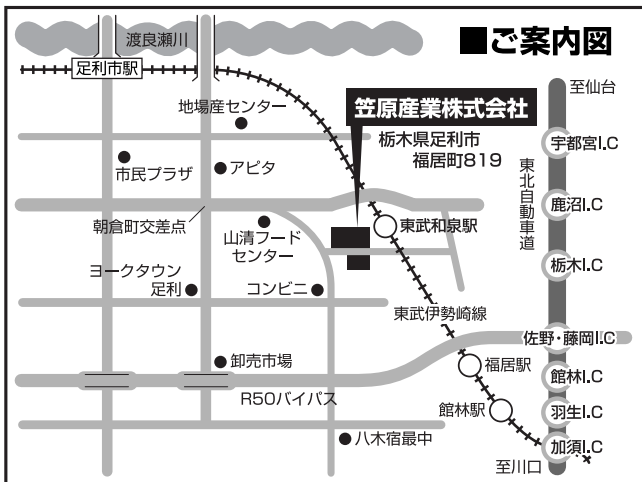 ■ご案内図
渡良瀬川
足利市駅
地場産センター
笠原産業株式会社
栃木県足利市
福居町819
市民プラザ
アピタ
朝倉町交差点
山清フード
センター
東武和泉駅
ヨークタウン
足利
コンビニ
東武伊勢崎線
卸売市場
R50バイパス
福居駅
館林駅
八木宿最中
至仙台
宇都宮I.C
東北自動車道
鹿沼I.C
栃木I.C
佐野・藤岡I.C
館林I.C
羽生I.C
加須I.C
至川口